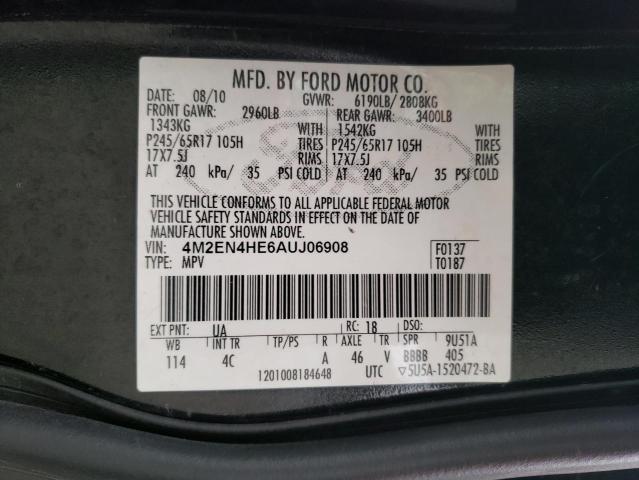 MFD. BY FORD MOTOR CO.
DATE: 08/10 GVWR: 6190LB/ 2808KG
FRONT GAWR: 2960LB REAR GAWR: 3400LB
1343KG WITH 1542KG WITH
P245/65R17 105H TIRES P245/65R17 105H TIRES
17X7.5J RIMS 17X7.5J RIMS
AT 240 kPa/ 35 PSI COLD AT 240 kPa/ 35 PSI COLD
THIS VEHICLE CONFORMS TO ALL APPLICABLE FEDERAL MOTOR
VEHICLE SAFETY STANDARDS IN EFFECT ON THE DATE OF
MANUFACTURE SHOWN ABOVE.
VIN: 4M2EN4HE6AUJ06908 F0137
TYPE: MPV T0187
EXT PNT: UA RC: 18 DSO:
WB INT TR TP/PS R AXLE TR SPR 9U51A
114 4C A 46 V BBBB 405
1201008184648 UTC ▽5U5A-1520472-BA